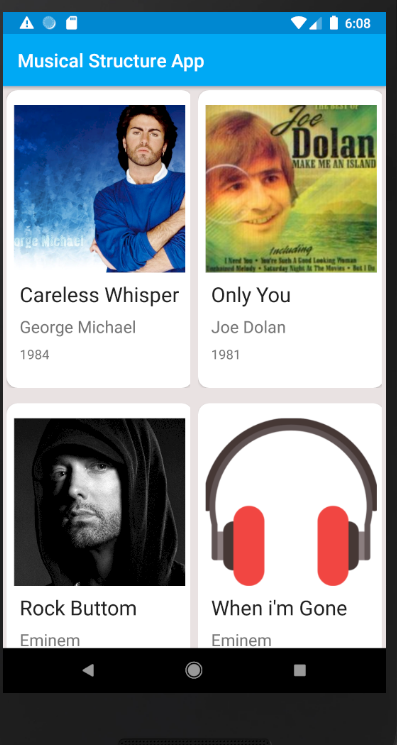 6:08
Musical Structure App
orge Michael
THE BEST OF
Joe
Dolan
MAKE ME AN ISLAND
Including
I Need You • You're Such A Good Looking Woman
Sweetened Melody • Saturday Night At The Movies • But I Do
Careless Whisper
George Michael
1984
Only You
Joe Dolan
1981
Rock Buttom
Eminem
When i'm Gone
Eminem